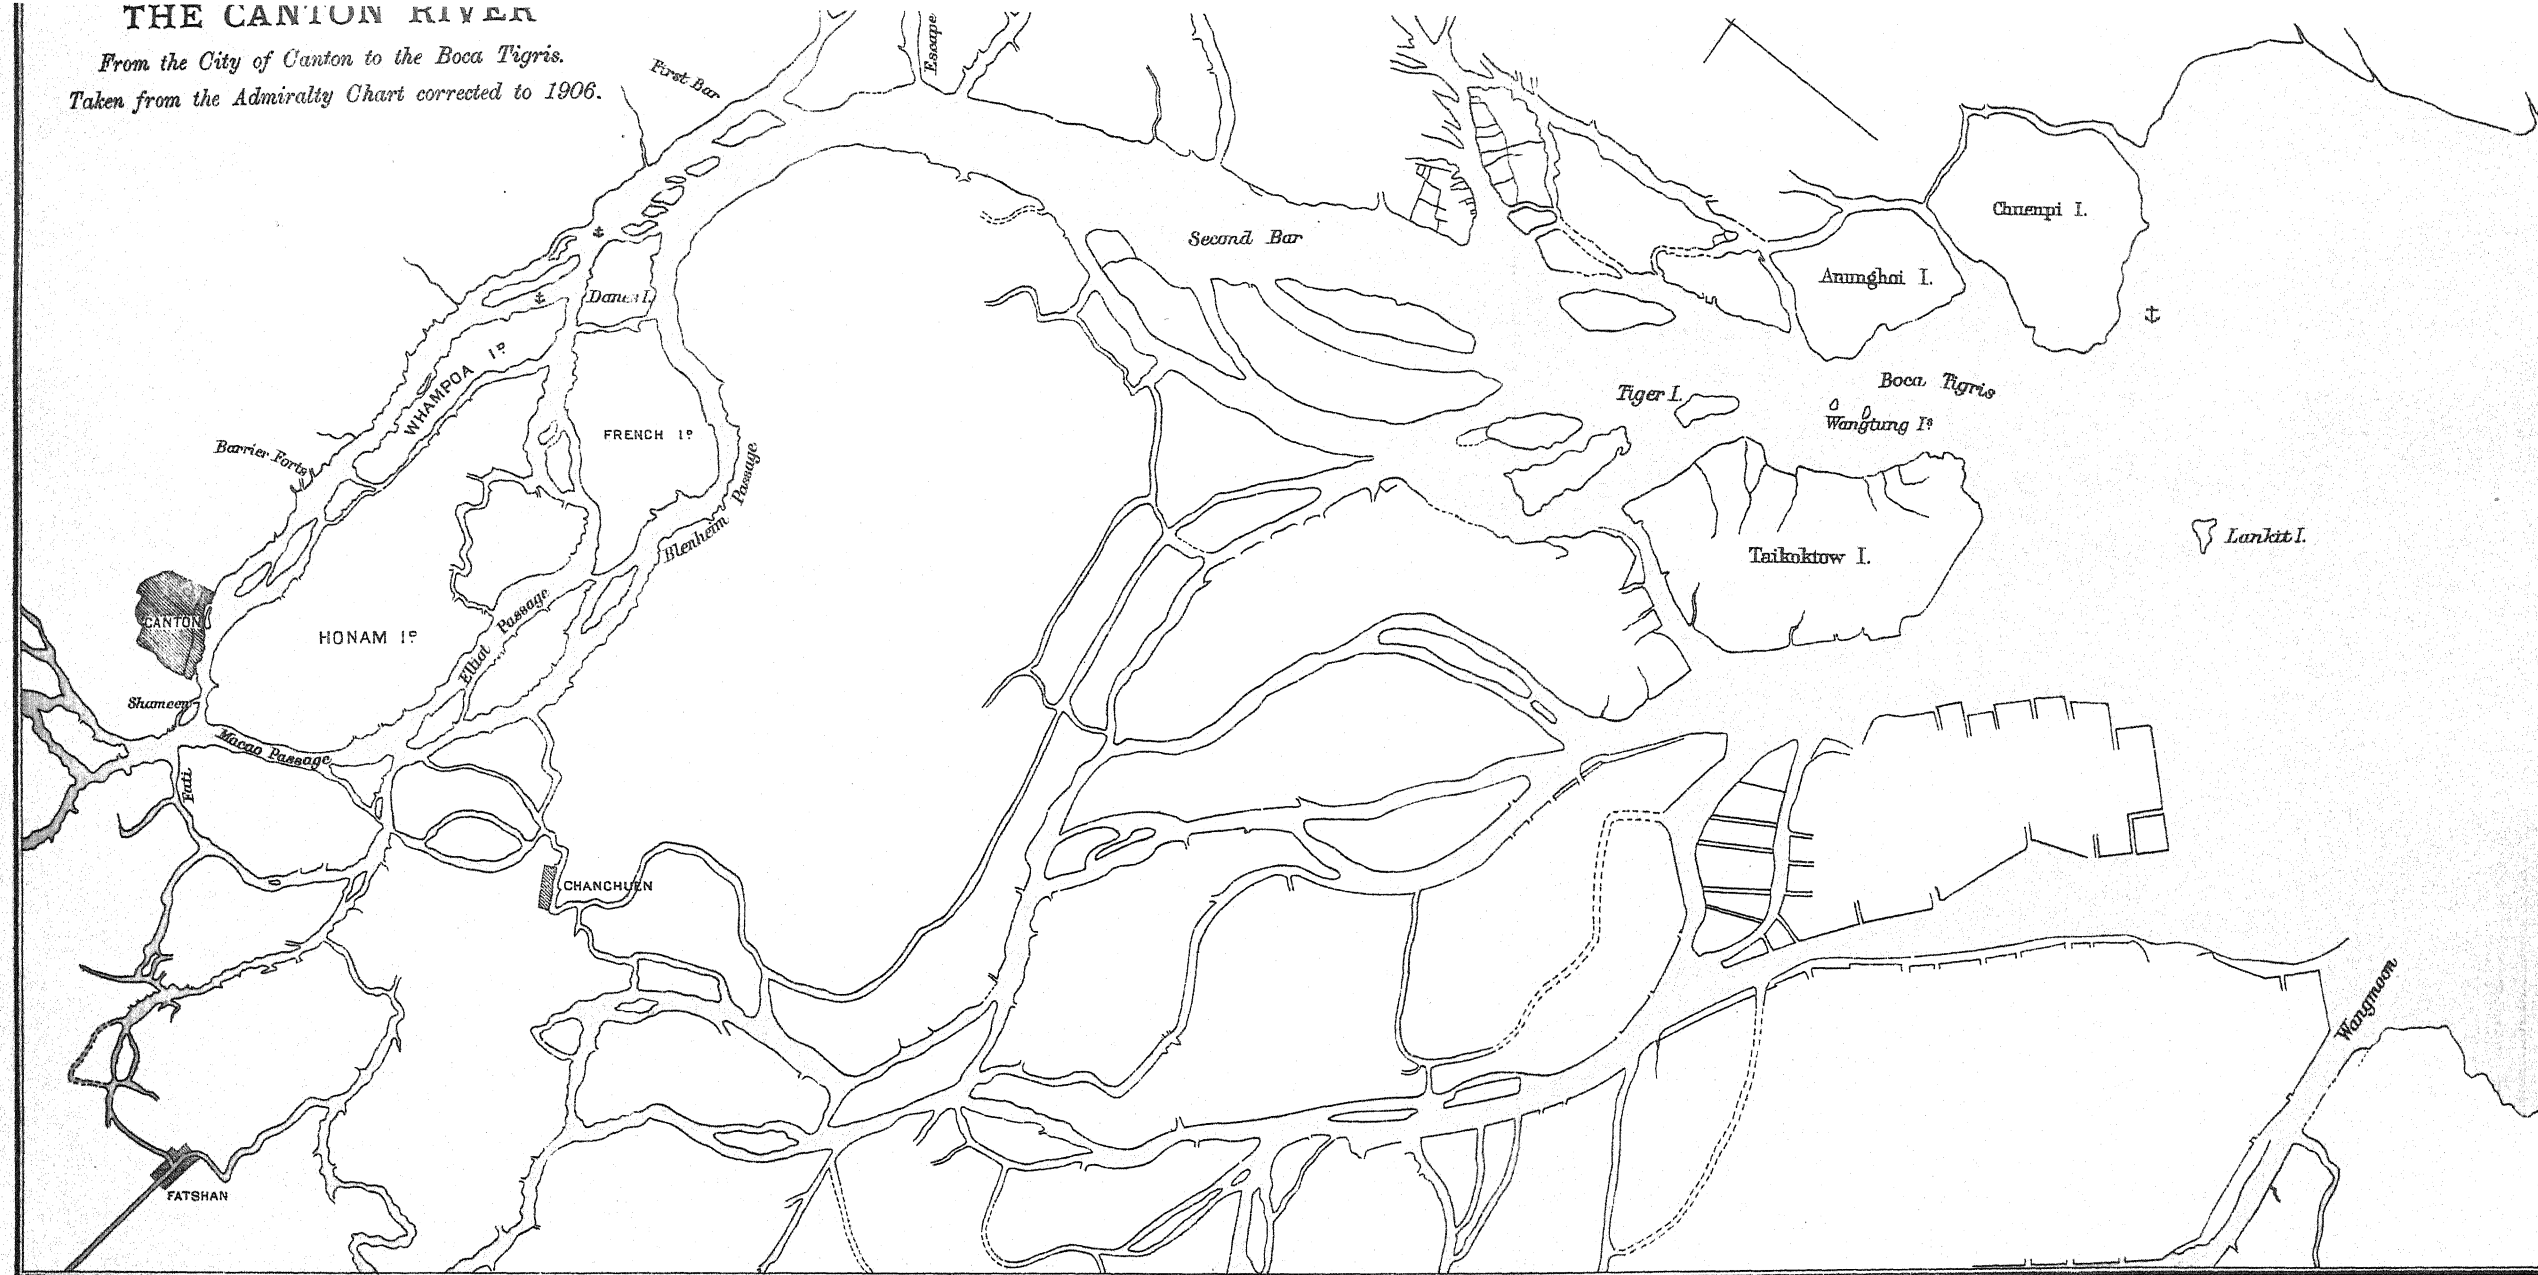 THE CANTON RIVER
From the City of Canton to the Boca Tigris.
Taken from the Admiralty Chart corrected to 1906.
First Bar
Escape
Second Bar
Chuenpi I.
Anunghoi I.
Danes I.
WHAMPOA Iᴰ
Boca Tigris
Tiger I.
Wangtung Iˢ
FRENCH Iᴰ
Barrier Forts
Blenheim Passage
Lankit I.
Taikoktow I.
CANTON
HONAM Iᴰ
Elliot Passage
Shameen
Macao Passage
Fati
CHANCHUEN
Wangmoon
FATSHAN